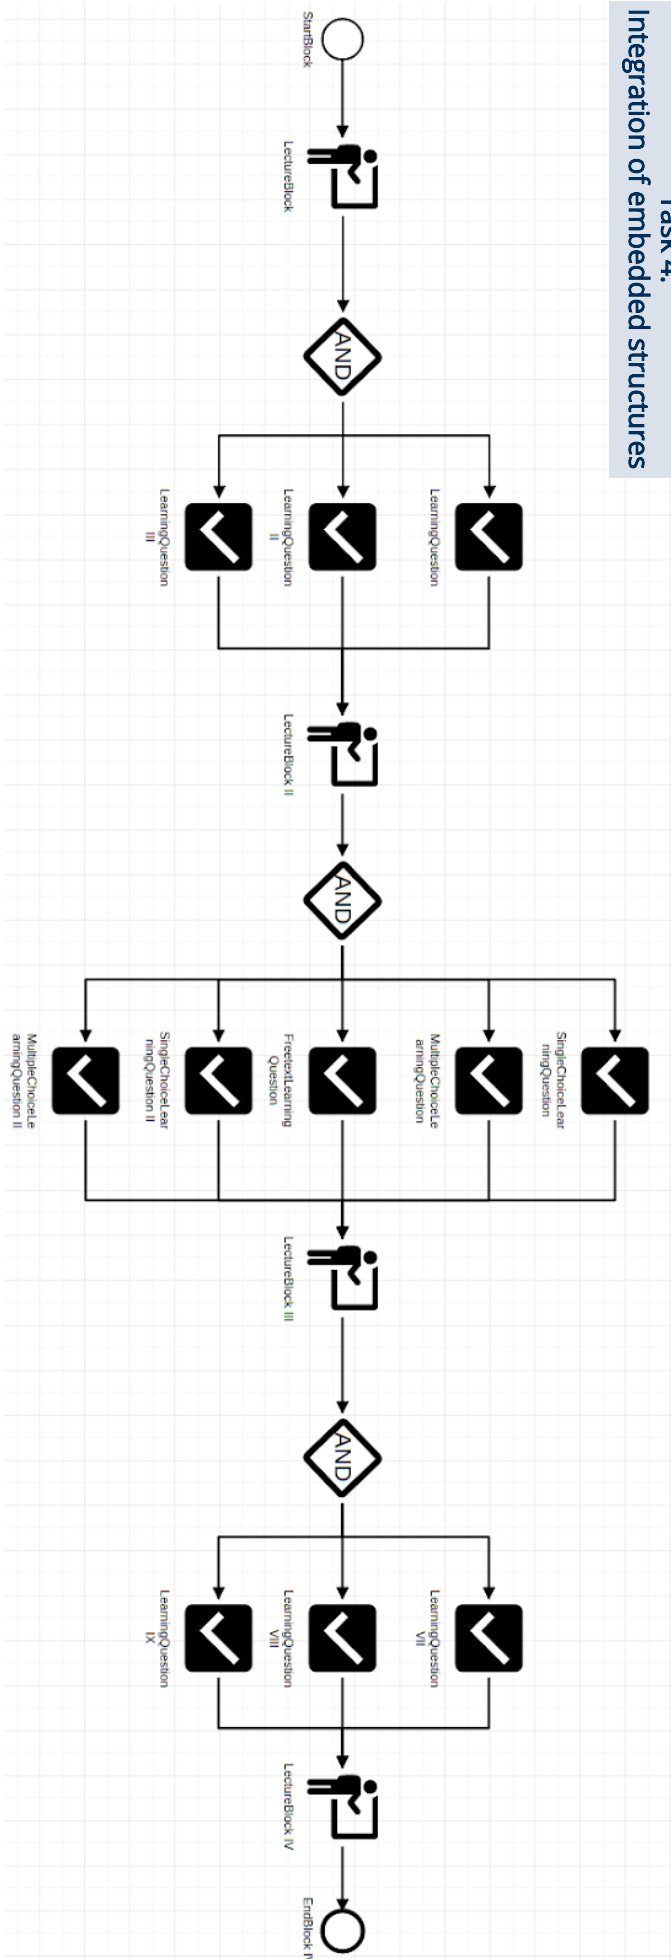 Task 4:
Integration of embedded structures
StartBlock
LectureBlock
AND
LearningQuestion
LearningQuestion
II
LearningQuestion
III
LectureBlock II
AND
SingleChoiceLear
ningQuestion
MultipleChoiceLe
arningQuestion
FreetextLearning
Question
SingleChoiceLear
ningQuestion II
MultipleChoiceLe
arningQuestion II
LectureBlock III
AND
LearningQuestion
VII
LearningQuestion
VIII
LearningQuestion
IX
LectureBlock IV
EndBlock